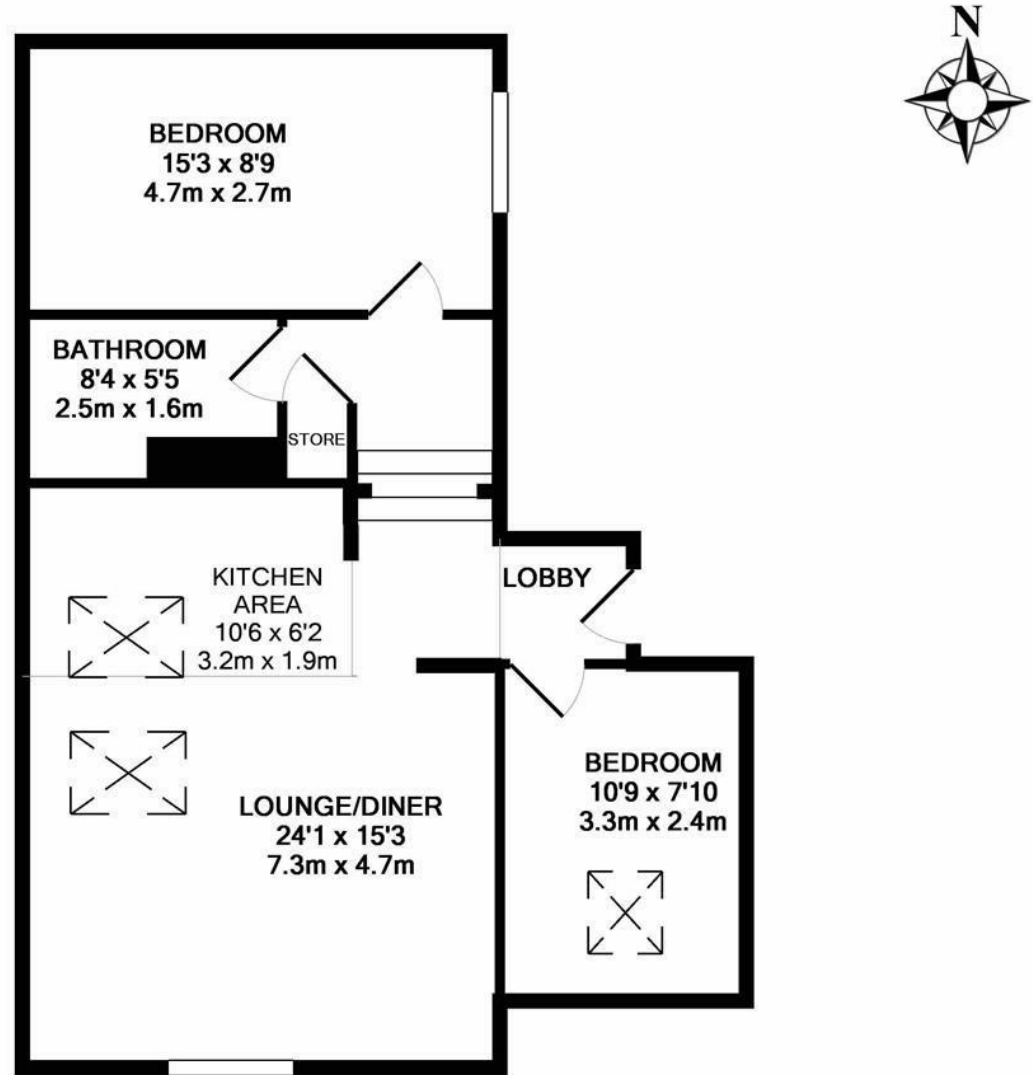 N
BEDROOM
15'3 x 8'9
4.7m x 2.7m
BATHROOM
8'4 x 5'5
2.5m x 1.6m
STORE
KITCHEN
AREA
10'6 x 6'2
3.2m x 1.9m
LOBBY
LOUNGE/DINER
24'1 x 15'3
7.3m x 4.7m
BEDROOM
10'9 x 7'10
3.3m x 2.4m